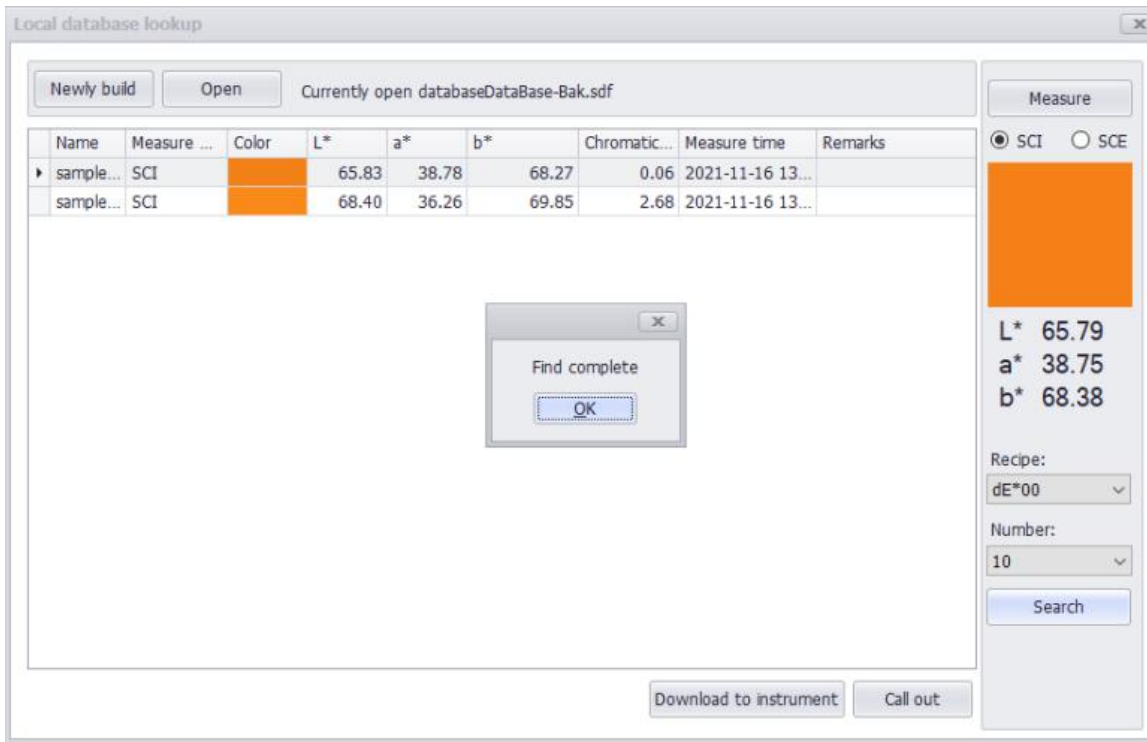 Local database lookup
Newly build Open Currently open databaseDataBase-Bak.sdf
Name Measure ... Color L* a* b* Chromatic... Measure time Remarks
sample... SCI 65.83 38.78 68.27 0.06 2021-11-16 13...
sample... SCI 68.40 36.26 69.85 2.68 2021-11-16 13...
Find complete
OK
Measure
SCI SCE
L* 65.79
a* 38.75
b* 68.38
Recipe:
dE*00
Number:
10
Search
Download to instrument Call out